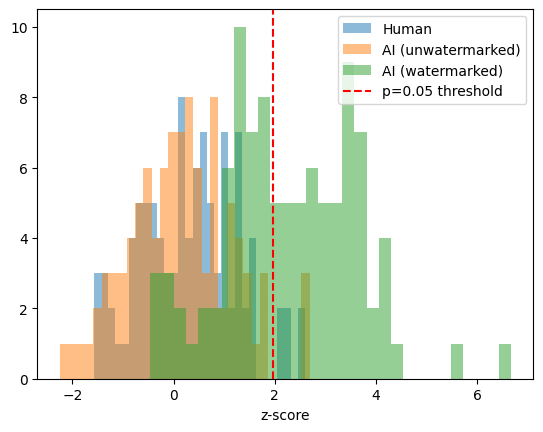 10
8
6
4
2
0
Human
AI (unwatermarked)
AI (watermarked)
p=0.05 threshold
−2 0 2 4 6
z-score